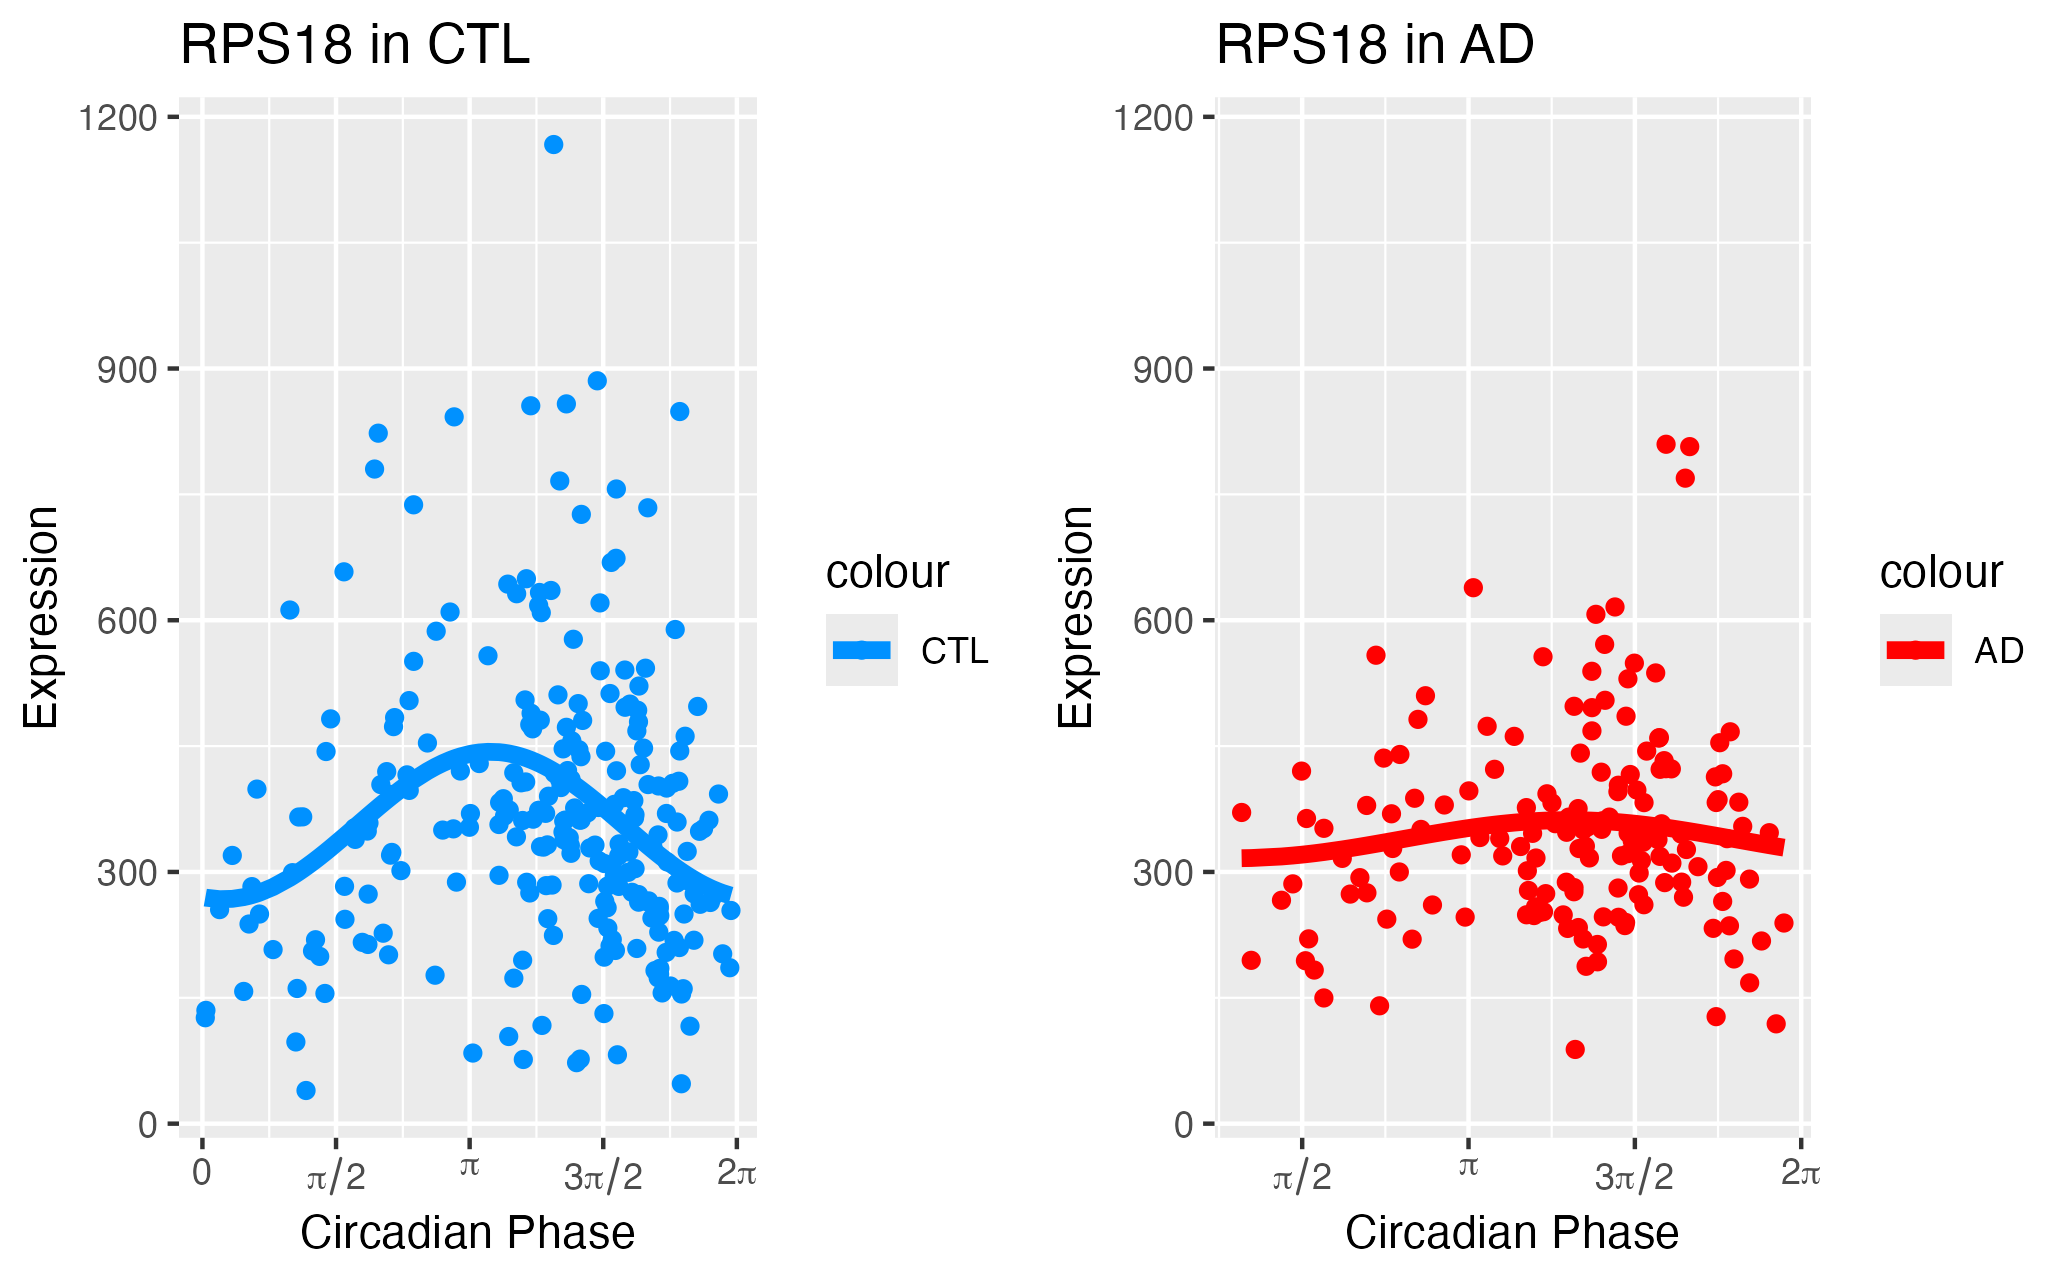 RPS18 in CTL
1200
900
600
300
0
Expression
0
π/2
π
3π/2
2π
Circadian Phase
colour
CTL
RPS18 in AD
1200
900
600
300
0
Expression
π/2
π
3π/2
2π
Circadian Phase
colour
AD